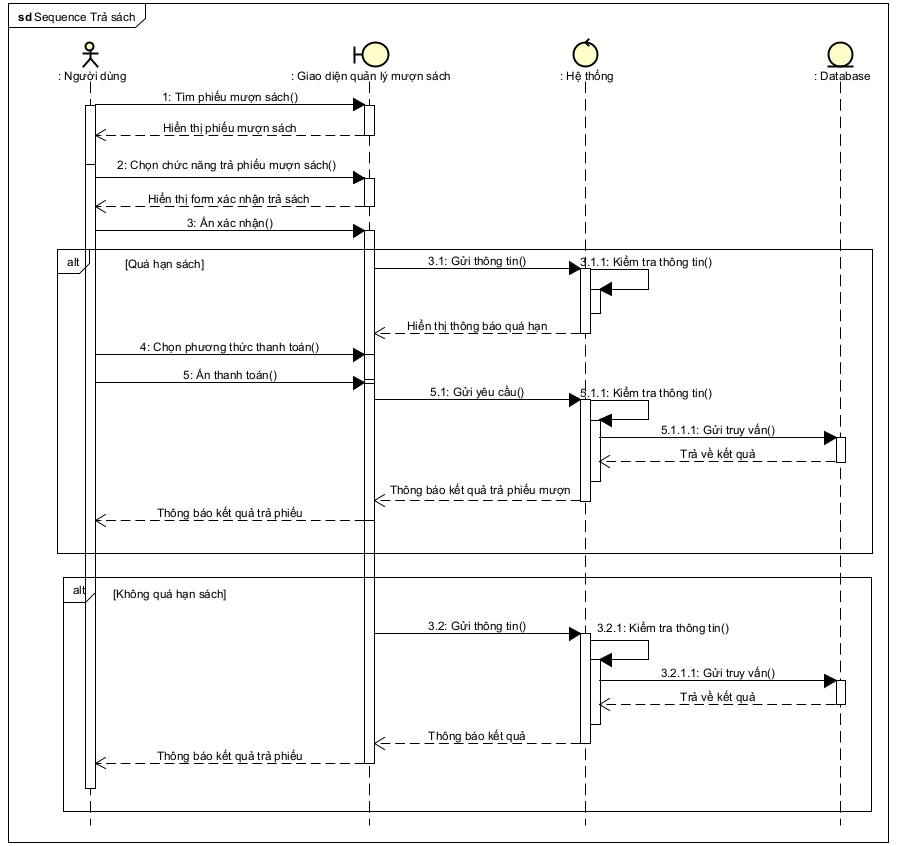 sd Sequence Trả sách
: Người dùng
: Giao diện quản lý mượn sách
: Hệ thống
: Database
1: Tìm phiếu mượn sách()
Hiển thị phiếu mượn sách
2: Chọn chức năng trả phiếu mượn sách()
Hiển thị form xác nhận trả sách
3: Ấn xác nhận()
alt
[Quá hạn sách]
3.1: Gửi thông tin()
3.1.1: Kiểm tra thông tin()
Hiển thị thông báo quá hạn
4: Chọn phương thức thanh toán()
5: Ấn thanh toán()
5.1: Gửi yêu cầu()
5.1.1: Kiểm tra thông tin()
5.1.1.1: Gửi truy vấn()
Trả về kết quả
Thông báo kết quả trả phiếu mượn
Thông báo kết quả trả phiếu
alt
[Không quá hạn sách]
3.2: Gửi thông tin()
3.2.1: Kiểm tra thông tin()
3.2.1.1: Gửi truy vấn()
Trả về kết quả
Thông báo kết quả
Thông báo kết quả trả phiếu